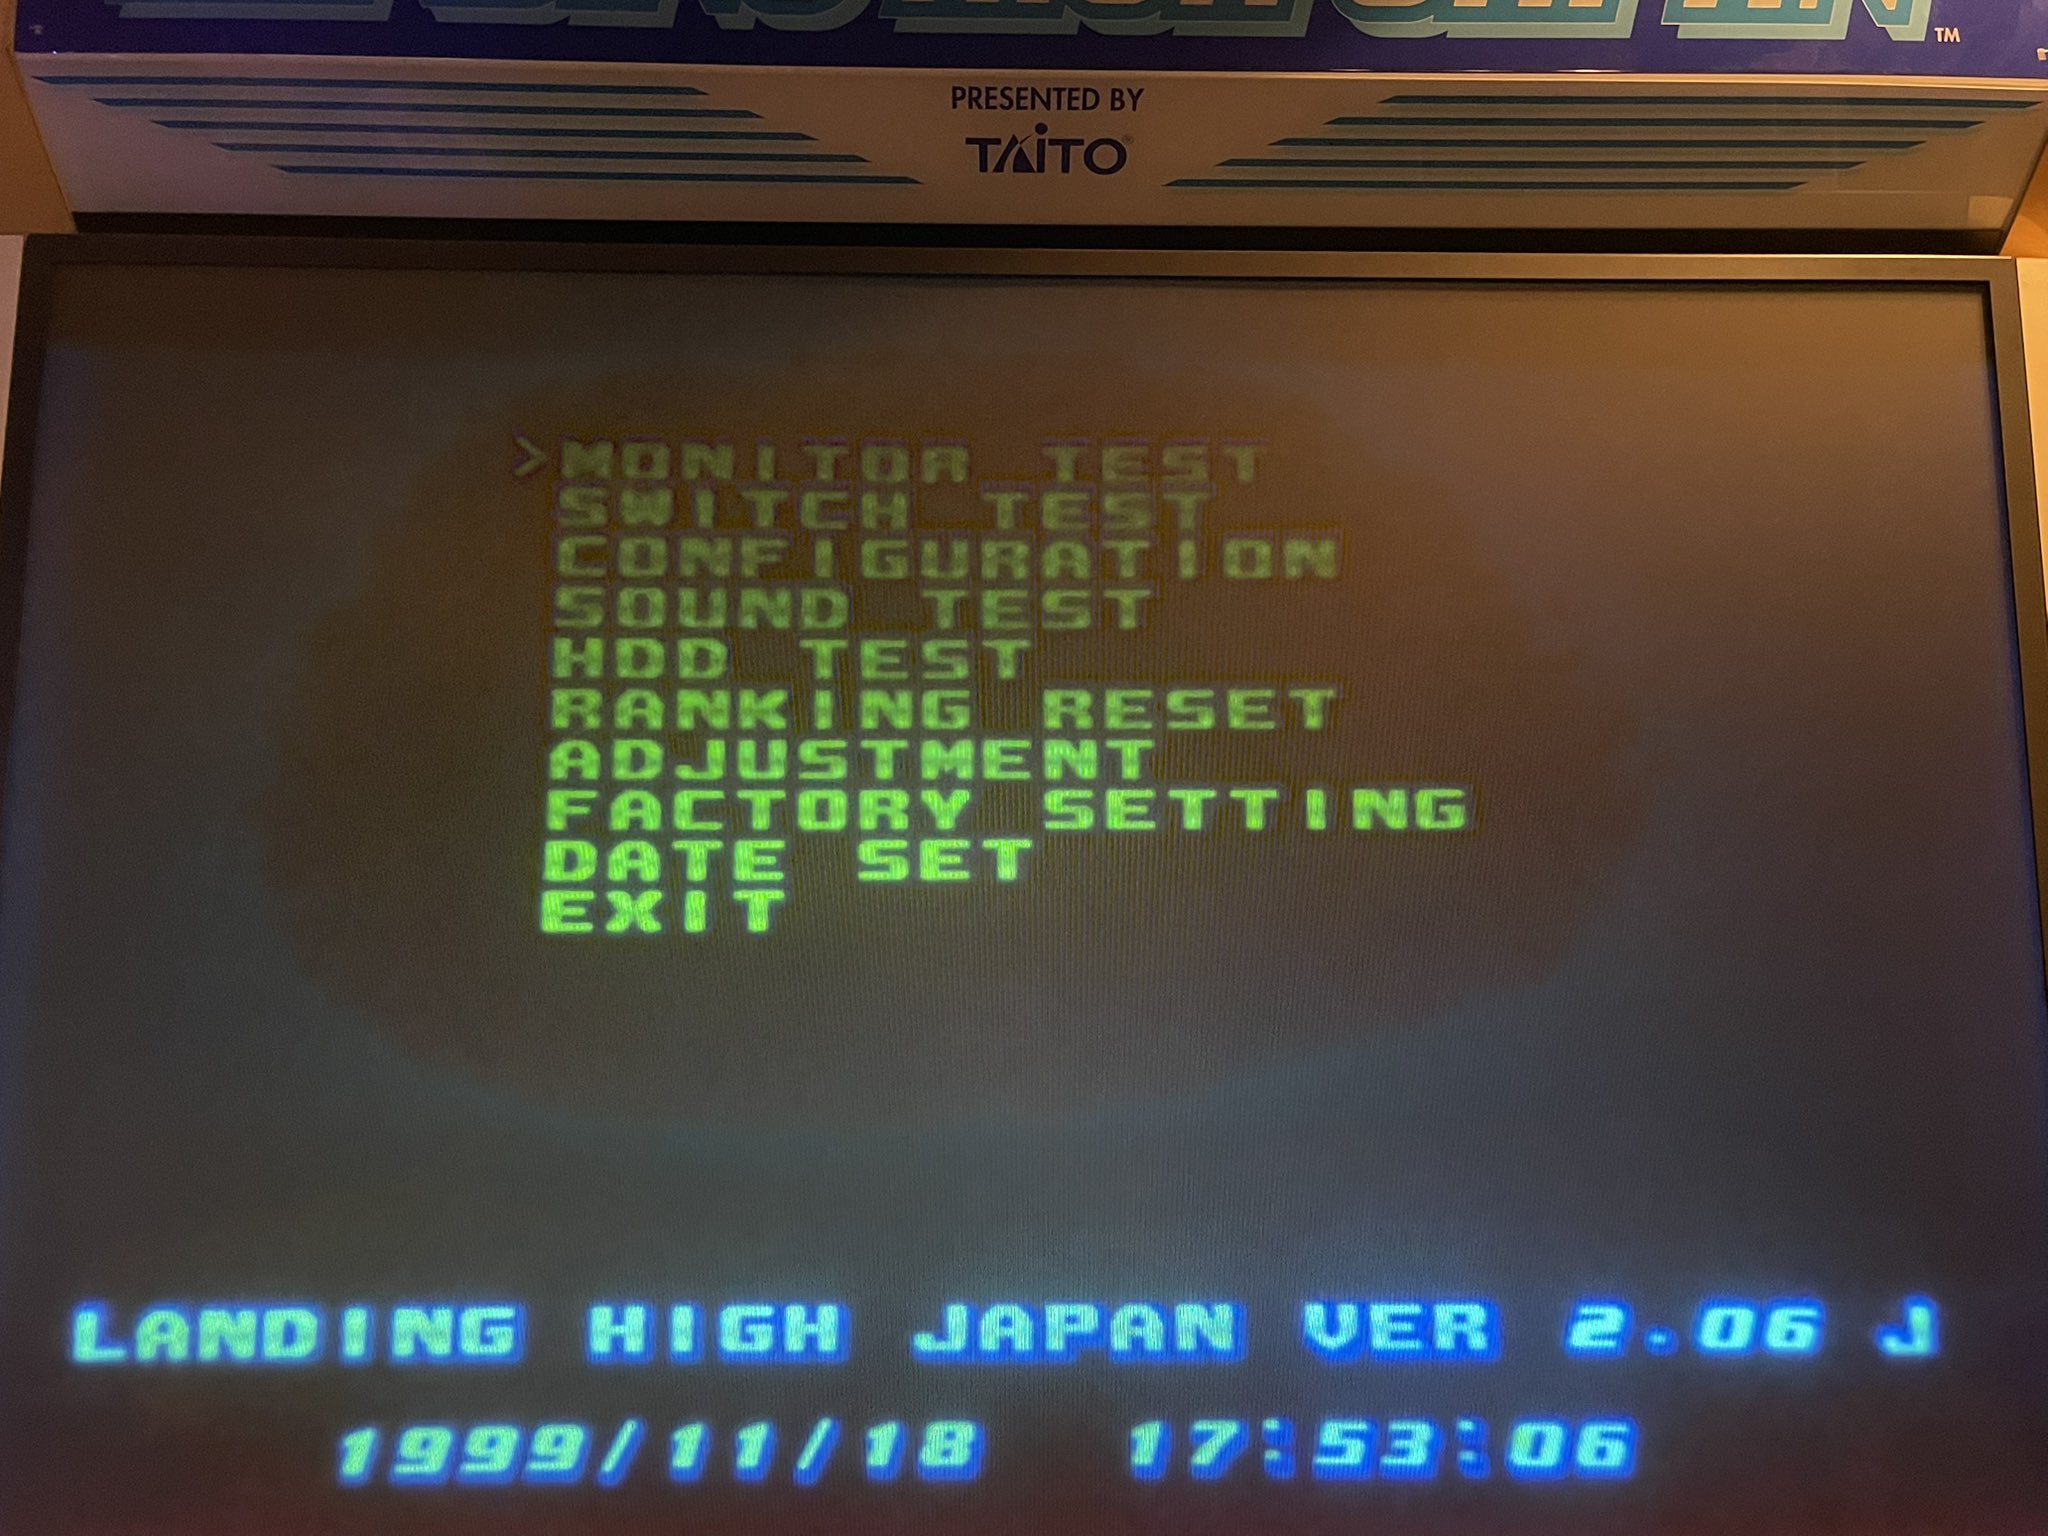 TM
PRESENTED BY
TAiTO®
>MONITOR TEST
SWITCH TEST
CONFIGURATION
SOUND TEST
HDD TEST
RANKING RESET
ADJUSTMENT
FACTORY SETTING
DATE SET
EXIT
LANDING HIGH JAPAN VER 2.06 J
1999/11/18 17:53:06